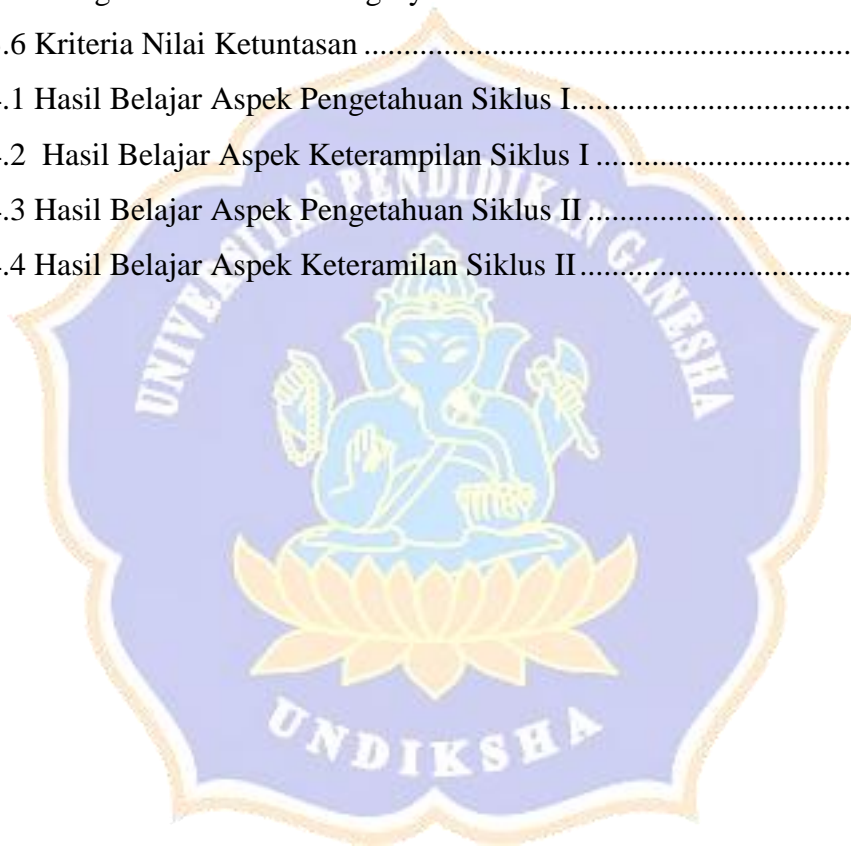 .6 Kriteria Nilai Ketuntasan ......................................................................
.1 Hasil Belajar Aspek Pengetahuan Siklus I............................................
.2  Hasil Belajar Aspek Keterampilan Siklus I .........................................
.3 Hasil Belajar Aspek Pengetahuan Siklus II ..........................................
.4 Hasil Belajar Aspek Keteramilan Siklus II ...........................................
UNIVERSITAS PENDIDIKAN GANESHA
UNDIKSHA